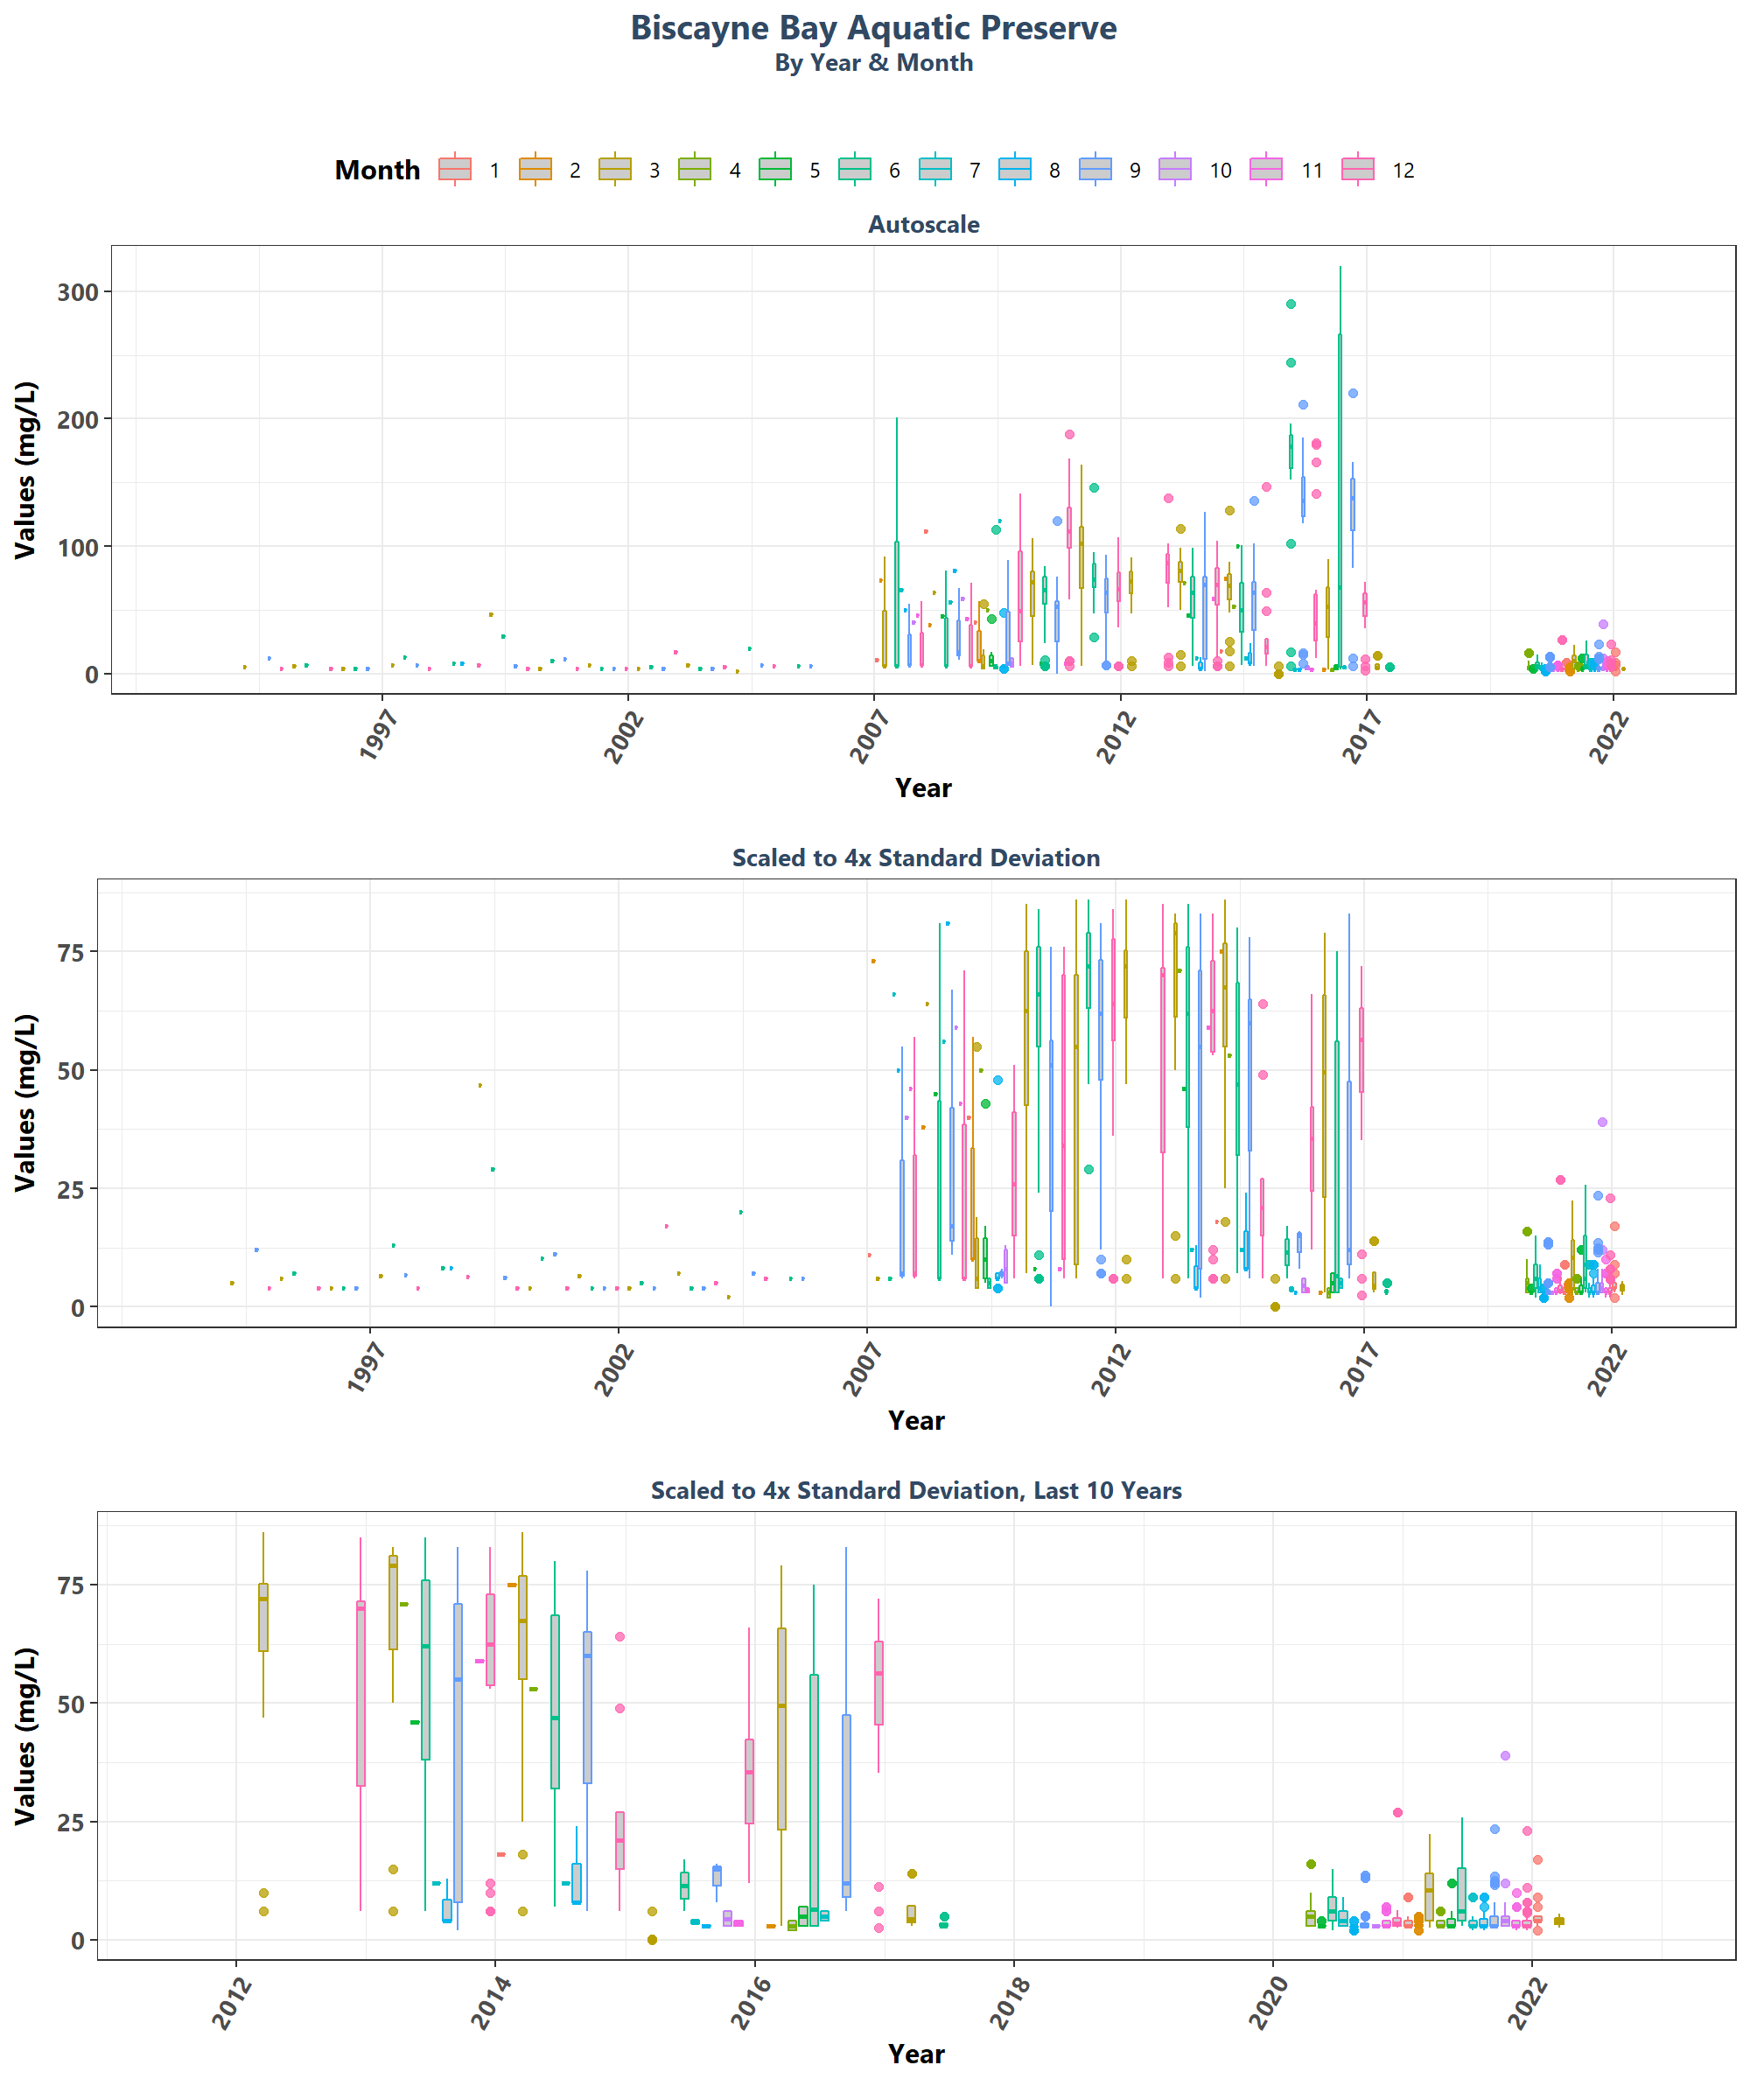 Biscayne Bay Aquatic Preserve
By Year & Month
Month 1 2 3 4 5 6 7 8 9 10 11 12
Autoscale
Values (mg/L)
300
200
100
0
1997 2002 2007 2012 2017 2022
Year
Scaled to 4x Standard Deviation
Values (mg/L)
75
50
25
0
1997 2002 2007 2012 2017 2022
Year
Scaled to 4x Standard Deviation, Last 10 Years
Values (mg/L)
75
50
25
0
2012 2014 2016 2018 2020 2022
Year